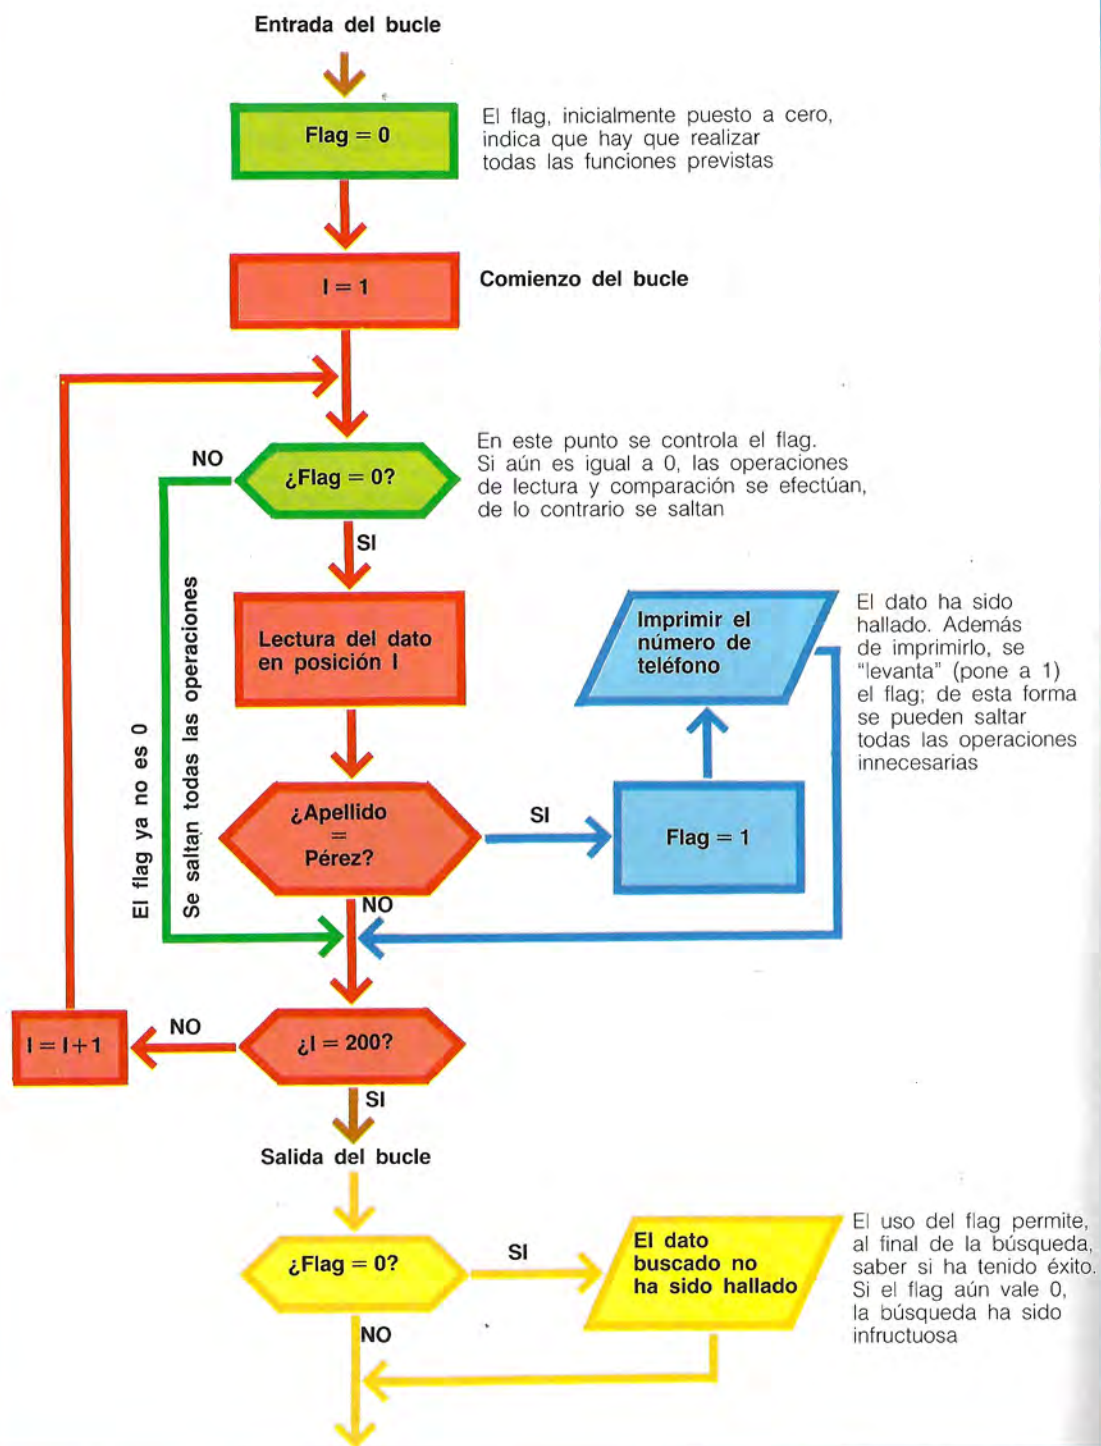 Entrada del bucle
Flag = 0
El flag, inicialmente puesto a cero,
indica que hay que realizar
todas las funciones previstas
I = 1
Comienzo del bucle
NO
¿Flag = 0?
En este punto se controla el flag.
Si aún es igual a 0, las operaciones
de lectura y comparación se efectúan,
de lo contrario se saltan
SI
El flag ya no es 0
Se saltan todas las operaciones
Lectura del dato
en posición I
Imprimir el
número de
teléfono
El dato ha sido
hallado. Además
de imprimirlo, se
“levanta” (pone a 1)
el flag; de esta forma
se pueden saltar
todas las operaciones
innecesarias
¿Apellido
=
Pérez?
SI
Flag = 1
NO
I = I+1
NO
¿I = 200?
SI
Salida del bucle
¿Flag = 0?
SI
El dato
buscado no
ha sido hallado
El uso del flag permite,
al final de la búsqueda,
saber si ha tenido éxito.
Si el flag aún vale 0,
la búsqueda ha sido
infructuosa
NO